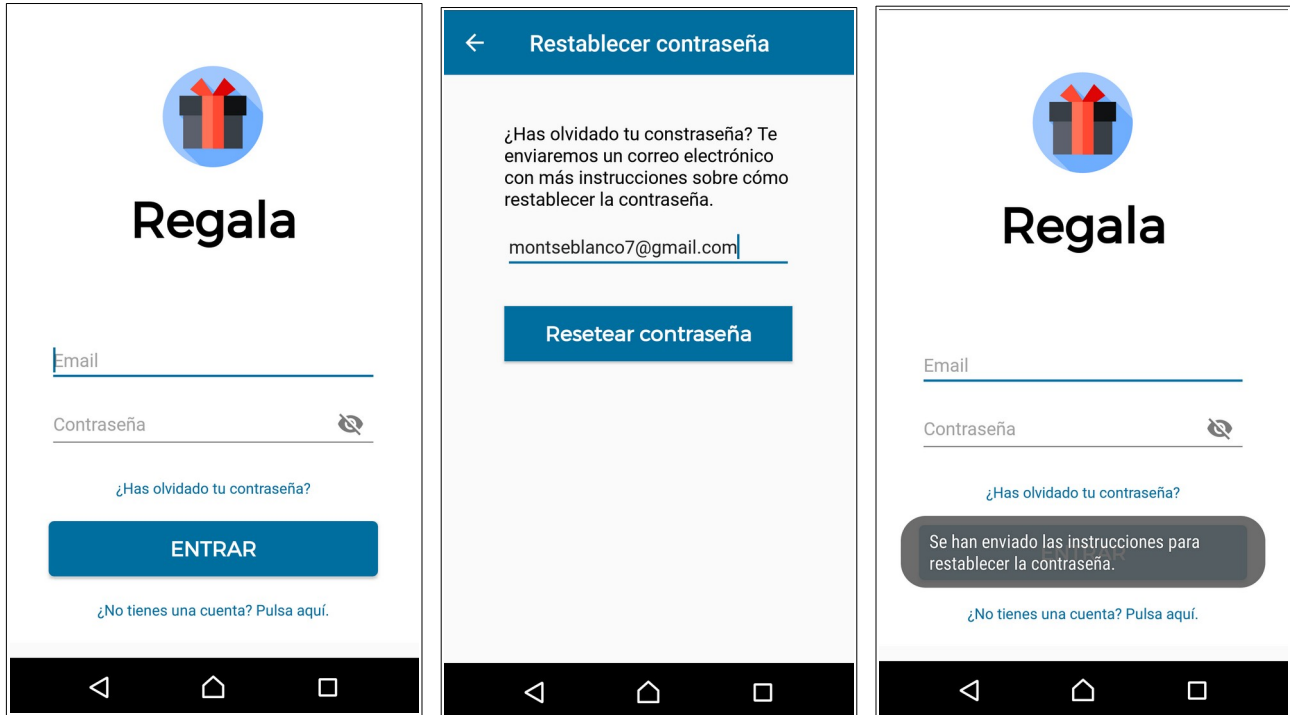 Regala
Email
Contraseña
¿Has olvidado tu contraseña?
ENTRAR
¿No tienes una cuenta? Pulsa aquí.
Restablecer contraseña
¿Has olvidado tu constraseña? Te
enviaremos un correo electrónico
con más instrucciones sobre cómo
restablecer la contraseña.
montseblanco7@gmail.com
Resetear contraseña
Regala
Email
Contraseña
¿Has olvidado tu contraseña?
ENTRAR
Se han enviado las instrucciones para
restablecer la contraseña.
¿No tienes una cuenta? Pulsa aquí.